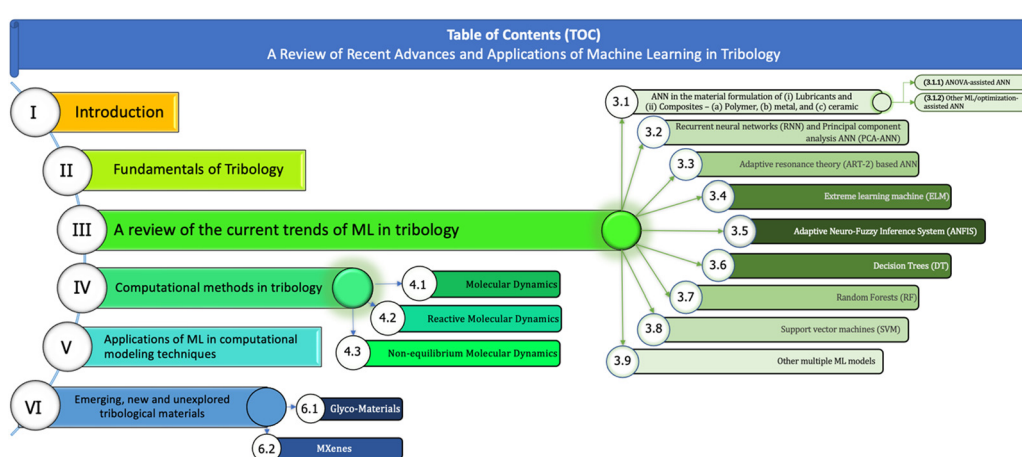 Table of Contents (TOC)
A Review of Recent Advances and Applications of Machine Learning in Tribology
I
Introduction
II
Fundamentals of Tribology
III
A review of the current trends of ML in tribology
3.1
ANN in the material formulation of (i) Lubricants and
(ii) Composites – (a) Polymer, (b) metal, and (c) ceramic
(3.1.1) ANOVA-assisted ANN
(3.1.2) Other ML/optimization-
assisted ANN
3.2
Recurrent neural networks (RNN) and Principal component
analysis ANN (PCA-ANN)
3.3
Adaptive resonance theory (ART-2) based ANN
3.4
Extreme learning machine (ELM)
3.5
Adaptive Neuro-Fuzzy Inference System (ANFIS)
3.6
Decision Trees (DT)
3.7
Random Forests (RF)
3.8
Support vector machines (SVM)
3.9
Other multiple ML models
IV
Computational methods in tribology
4.1
Molecular Dynamics
4.2
Reactive Molecular Dynamics
4.3
Non-equilibrium Molecular Dynamics
V
Applications of ML in computational
modeling techniques
VI
Emerging, new and unexplored
tribological materials
6.1
Glyco-Materials
6.2
MXenes